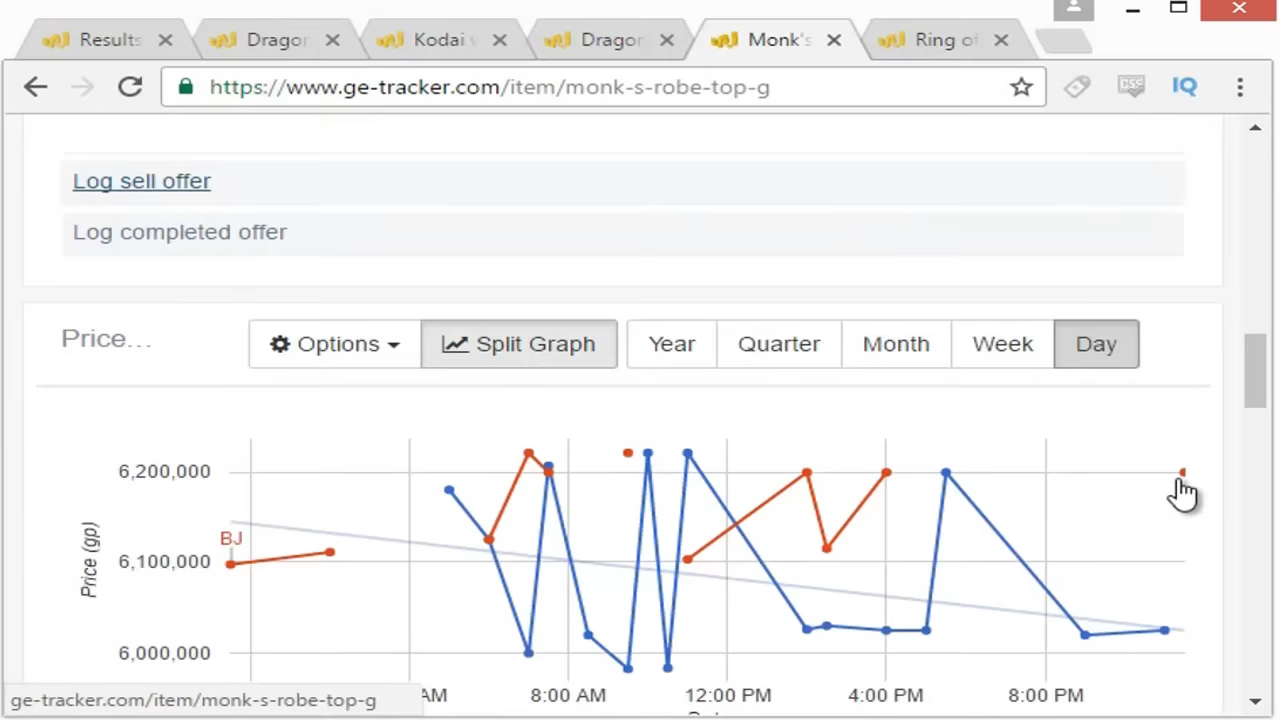 Results
Dragon
Kodai
Dragon
Monk's
Ring of
https://www.ge-tracker.com/item/monk-s-robe-top-g
CSS
IQ
Log sell offer
Log completed offer
Price...
Options
Split Graph
Year
Quarter
Month
Week
Day
6,200,000
BJ
6,100,000
Price (gp)
6,000,000
AM
8:00 AM
12:00 PM
4:00 PM
8:00 PM
ge-tracker.com/item/monk-s-robe-top-g